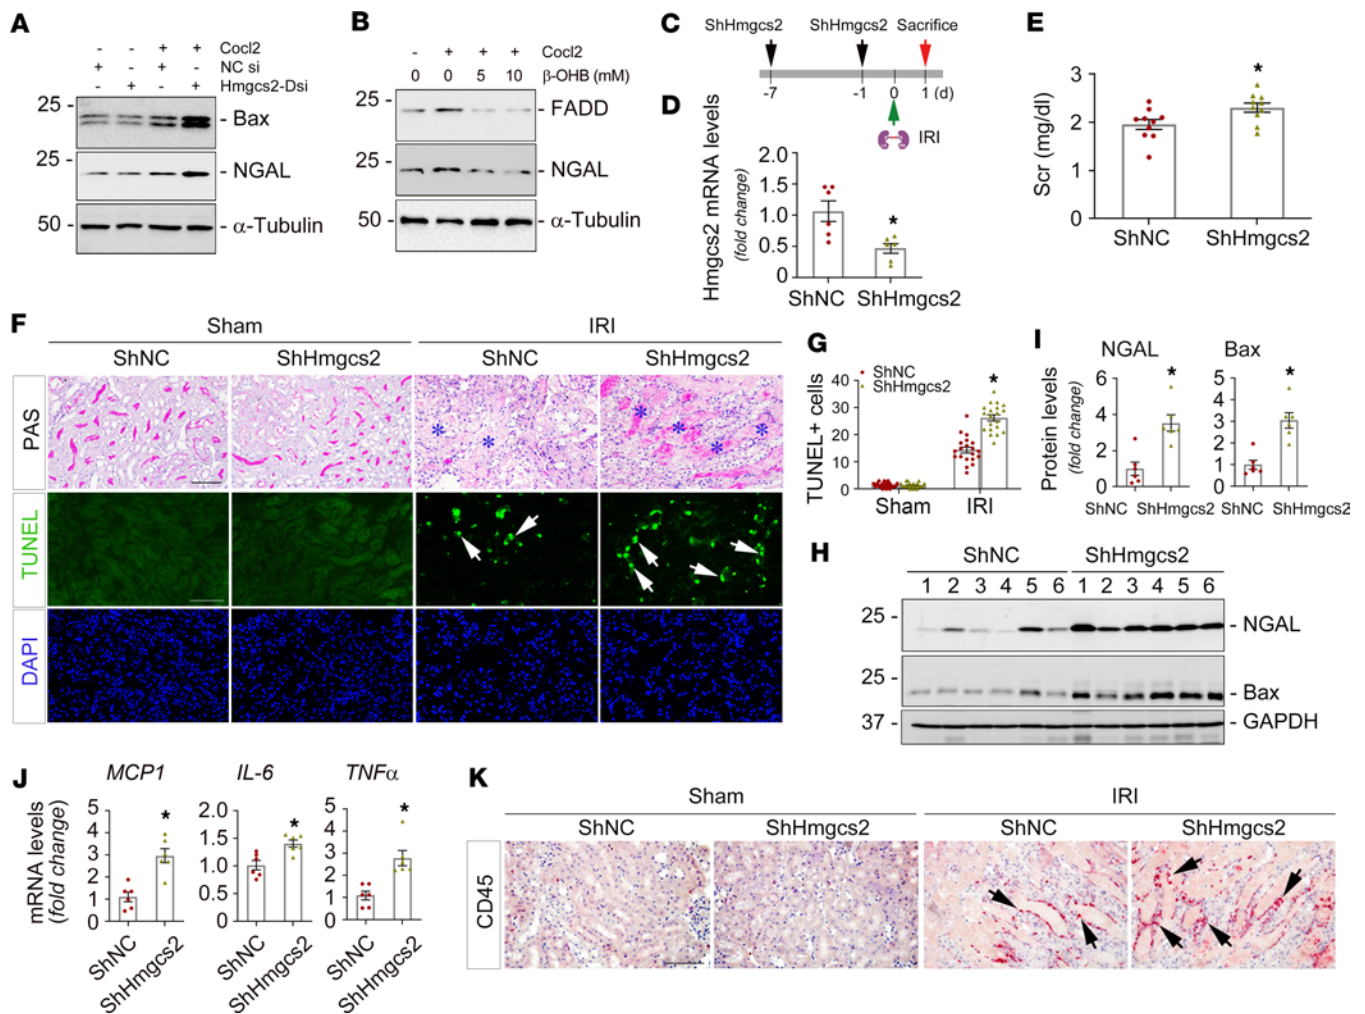 A
- - + + Cocl2
+ - + - NC si
- + - + Hmgcs2-Dsi
25 -
- Bax
25 -
- NGAL
50 -
- α-Tubulin
B
- + + + Cocl2
0 0 5 10 β-OHB (mM)
25 -
- FADD
25 -
- NGAL
50 -
- α-Tubulin
C
ShHmgcs2 ShHmgcs2 Sacrifice
-7 -1 0 1 (d)
IRI
D
Hmgcs2 mRNA levels
(fold change)
2.0
1.5
1.0
0.5
0
*
ShNC ShHmgcs2
E
Scr (mg/dl)
3
2
1
0
*
ShNC ShHmgcs2
F
Sham IRI
ShNC ShHmgcs2 ShNC ShHmgcs2
PAS
* * * * * * *
TUNEL
DAPI
G
ShNC
ShHmgcs2
TUNEL+ cells
40
30
20
10
0
*
Sham IRI
I
NGAL Bax
Protein levels
(fold change)
6
4
2
0
*
ShNC ShHmgcs2
5
4
3
2
1
0
*
ShNC ShHmgcs2
H
ShNC ShHmgcs2
1 2 3 4 5 6 1 2 3 4 5 6
25 -
- NGAL
25 -
- Bax
37 -
- GAPDH
J
MCP1 IL-6 TNFα
mRNA levels
(fold change)
5
4
3
2
1
0
*
ShNC
ShHmgcs2
2.0
1.5
1.0
0.5
0
*
ShNC
ShHmgcs2
5
4
3
2
1
0
*
ShNC
ShHmgcs2
K
Sham IRI
ShNC ShHmgcs2 ShNC ShHmgcs2
CD45